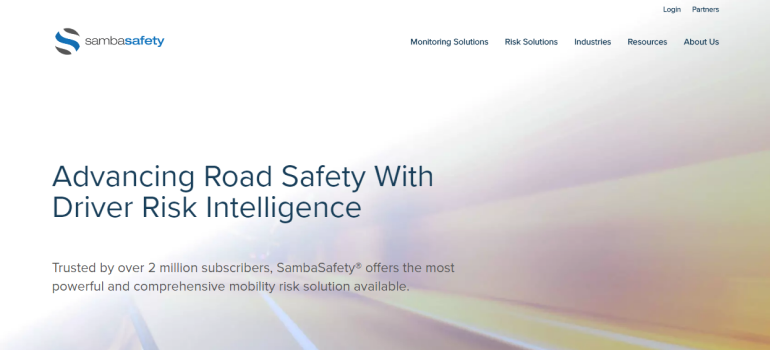 Login Partners
sambasafety
Monitoring Solutions Risk Solutions Industries Resources About Us
Advancing Road Safety With
Driver Risk Intelligence
Trusted by over 2 million subscribers, SambaSafety® offers the most
powerful and comprehensive mobility risk solution available.